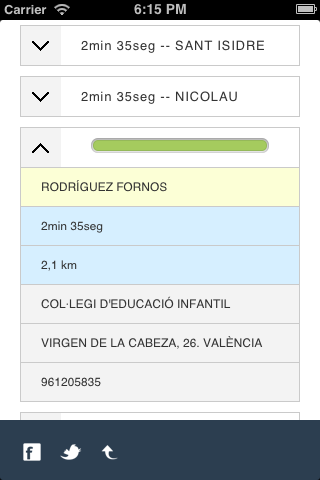 Carrier 6:15 PM
2min 35seg -- SANT ISIDRE
2min 35seg -- NICOLAU
RODRÍGUEZ FORNOS
2min 35seg
2,1 km
COL·LEGI D'EDUCACIÓ INFANTIL
VIRGEN DE LA CABEZA, 26. VALÈNCIA
961205835